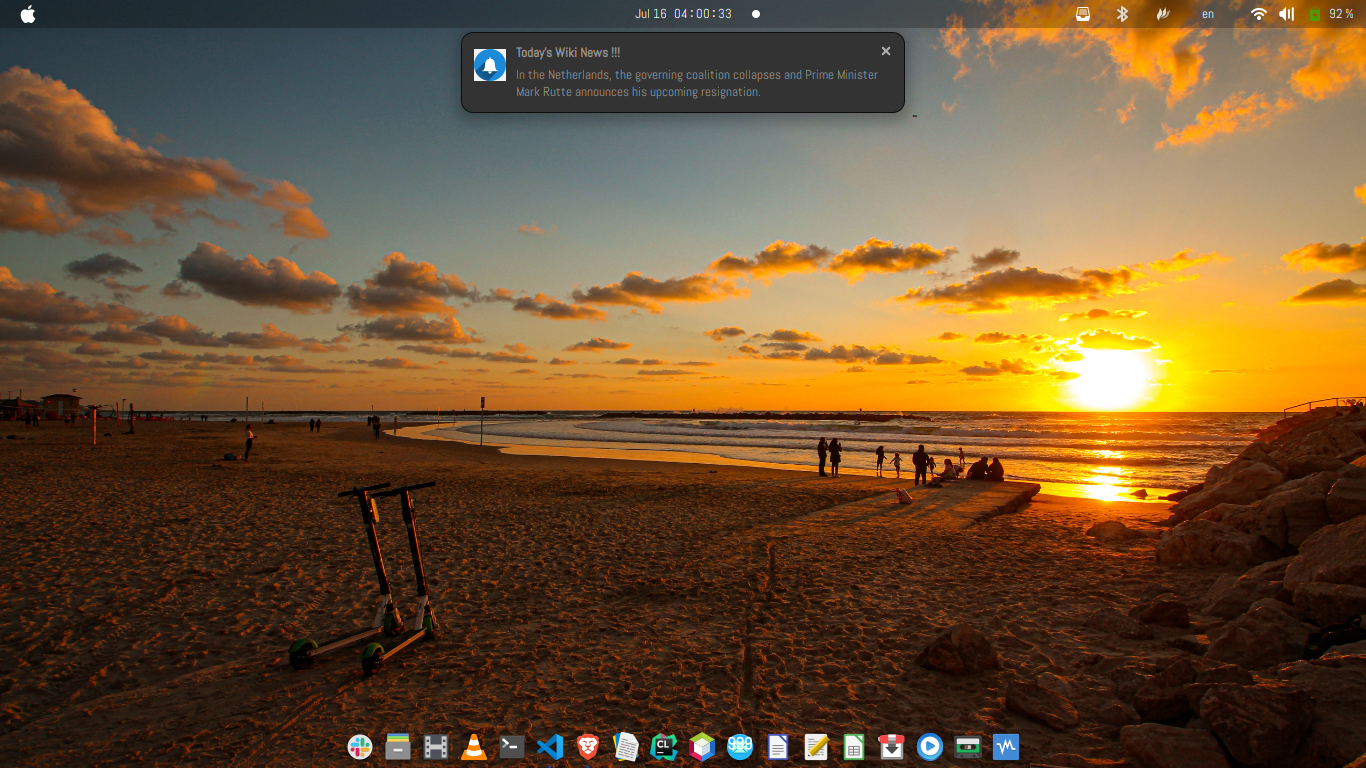 Jul 16 04:00:33
en
92 %
Today's Wiki News !!!
In the Netherlands, the governing coalition collapses and Prime Minister
Mark Rutte announces his upcoming resignation.
CL